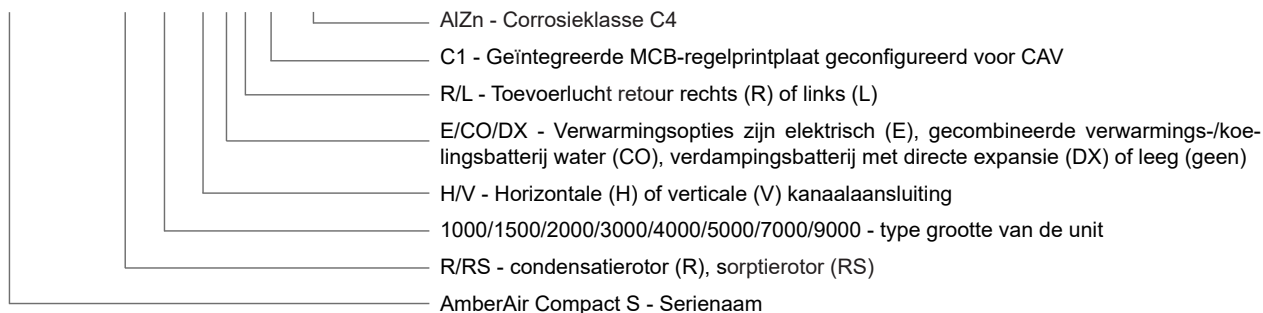 AlZn - Corrosieklasse C4
C1 - Geïntegreerde MCB-regelprintplaat geconfigureerd voor CAV
R/L - Toevoerlucht retour rechts (R) of links (L)
E/CO/DX - Verwarmingsopties zijn elektrisch (E), gecombineerde verwarmings-/koe-
lingsbatterij water (CO), verdampingsbatterij met directe expansie (DX) of leeg (geen)
H/V - Horizontale (H) of verticale (V) kanaalaansluiting
1000/1500/2000/3000/4000/5000/7000/9000 - type grootte van de unit
R/RS - condensatierotor (R), sorptierotor (RS)
AmberAir Compact S - Serienaam